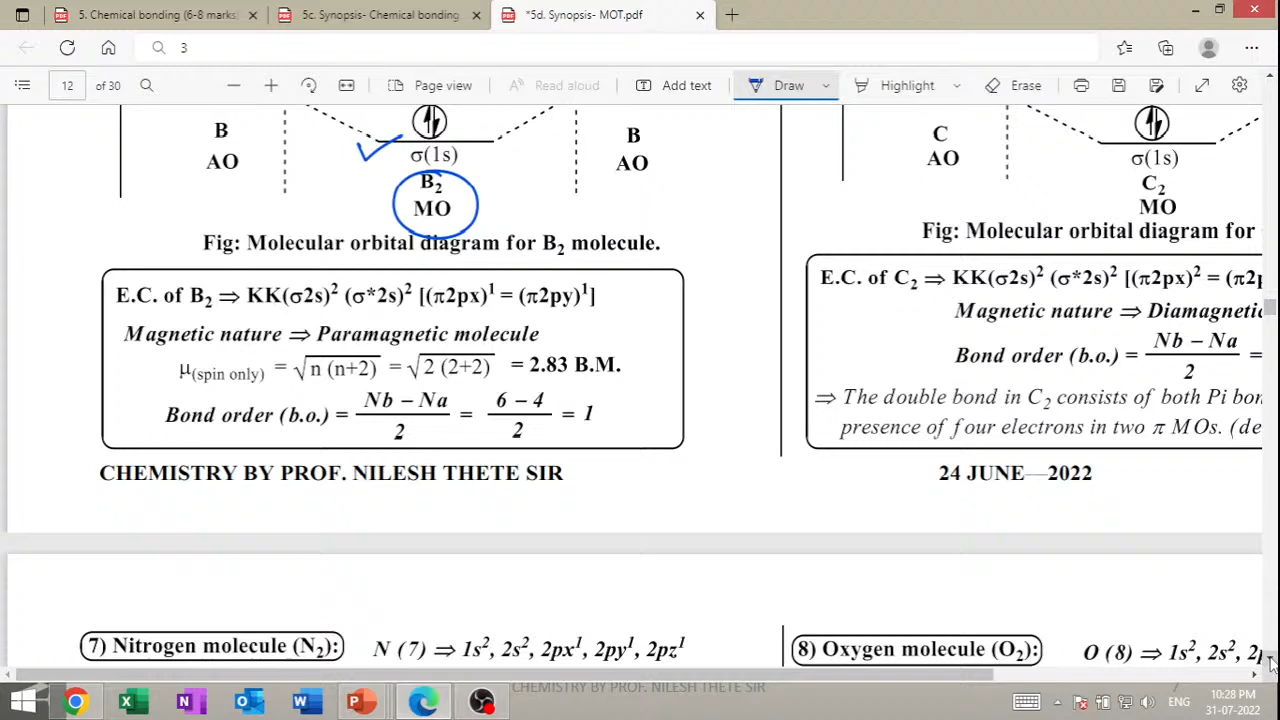 5. Chemical bonding (6-8 marks)
5c. Synopsis- Chemical bonding
*5d. Synopsis- MOT.pdf
3
12 of 30
Page view
Read aloud
Add text
Draw
Highlight
Erase
B
AO
σ(1s)
B₂
MO
B
AO
Fig: Molecular orbital diagram for B₂ molecule.
E.C. of B₂ ⇒ KK(σ2s)² (σ*2s)² [(π2px)¹ = (π2py)¹]
Magnetic nature ⇒ Paramagnetic molecule
μ(spin only) = √n (n+2) = √2 (2+2) = 2.83 B.M.
Bond order (b.o.) = Nb – Na / 2 = 6 – 4 / 2 = 1
CHEMISTRY BY PROF. NILESH THETE SIR
C
AO
σ(1s)
C₂
MO
Fig: Molecular orbital diagram for
E.C. of C₂ ⇒ KK(σ2s)² (σ*2s)² [(π2px)² = (π2p
Magnetic nature ⇒ Diamagnetic
Bond order (b.o.) = Nb – Na / 2 =
⇒ The double bond in C₂ consists of both Pi bon
presence of four electrons in two π MOs. (de
24 JUNE—2022
7) Nitrogen molecule (N₂): N (7) ⇒ 1s², 2s², 2px¹, 2py¹, 2pz¹
8) Oxygen molecule (O₂): O (8) ⇒ 1s², 2s², 2p
CHEMISTRY BY PROF. NILESH THETE SIR
7
ENG
10:28 PM
31-07-2022